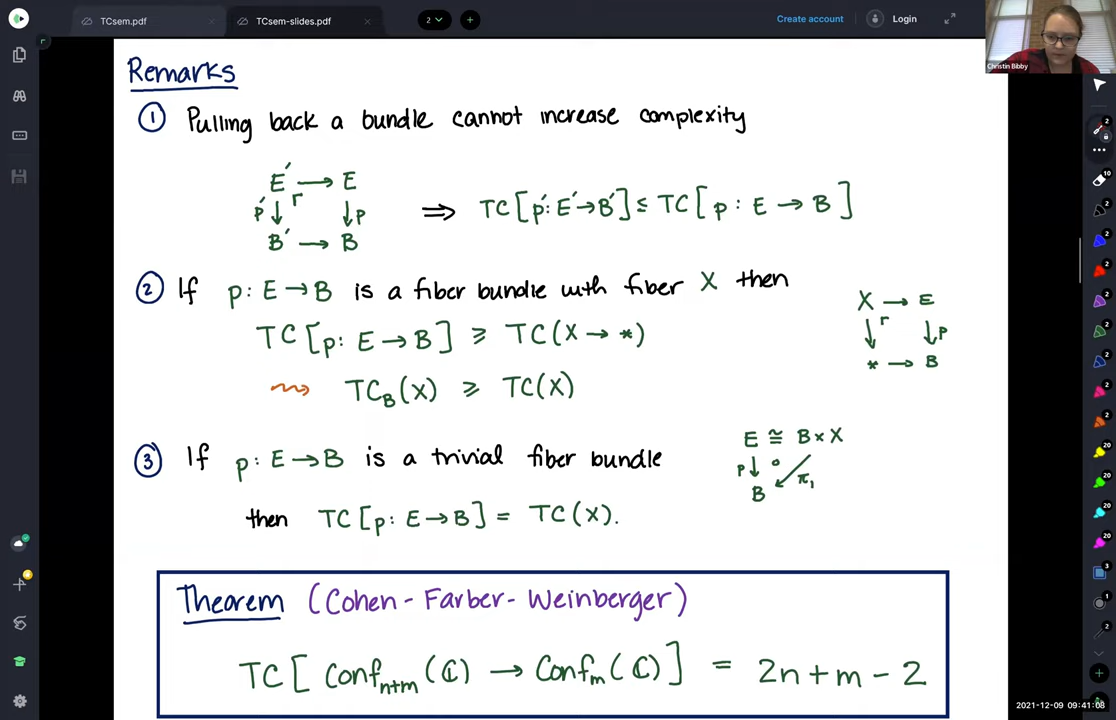 TCsem.pdf
TCsem-slides.pdf
2
Create account
Login
Christin Bibby
Remarks
① Pulling back a bundle cannot increase complexity
E′ → E
p′ ↓ ↓ p
B′ → B
⇒ TC[p′: E′→B′] ≤ TC[p : E → B]
② If p: E → B is a fiber bundle with fiber X then
TC[p: E → B] ≥ TC(X → *)
X → E
↓ ↓ p
* → B
⇝ TC_B(X) ≥ TC(X)
③ If p: E → B is a trivial fiber bundle
E ≅ B × X
p ↓ ↙ π₁
B
then TC[p: E → B] = TC(X).
Theorem (Cohen - Farber - Weinberger)
TC[Conf_{n+m}(ℂ) → Conf_m(ℂ)] = 2n + m − 2
2021-12-09 09:41:08